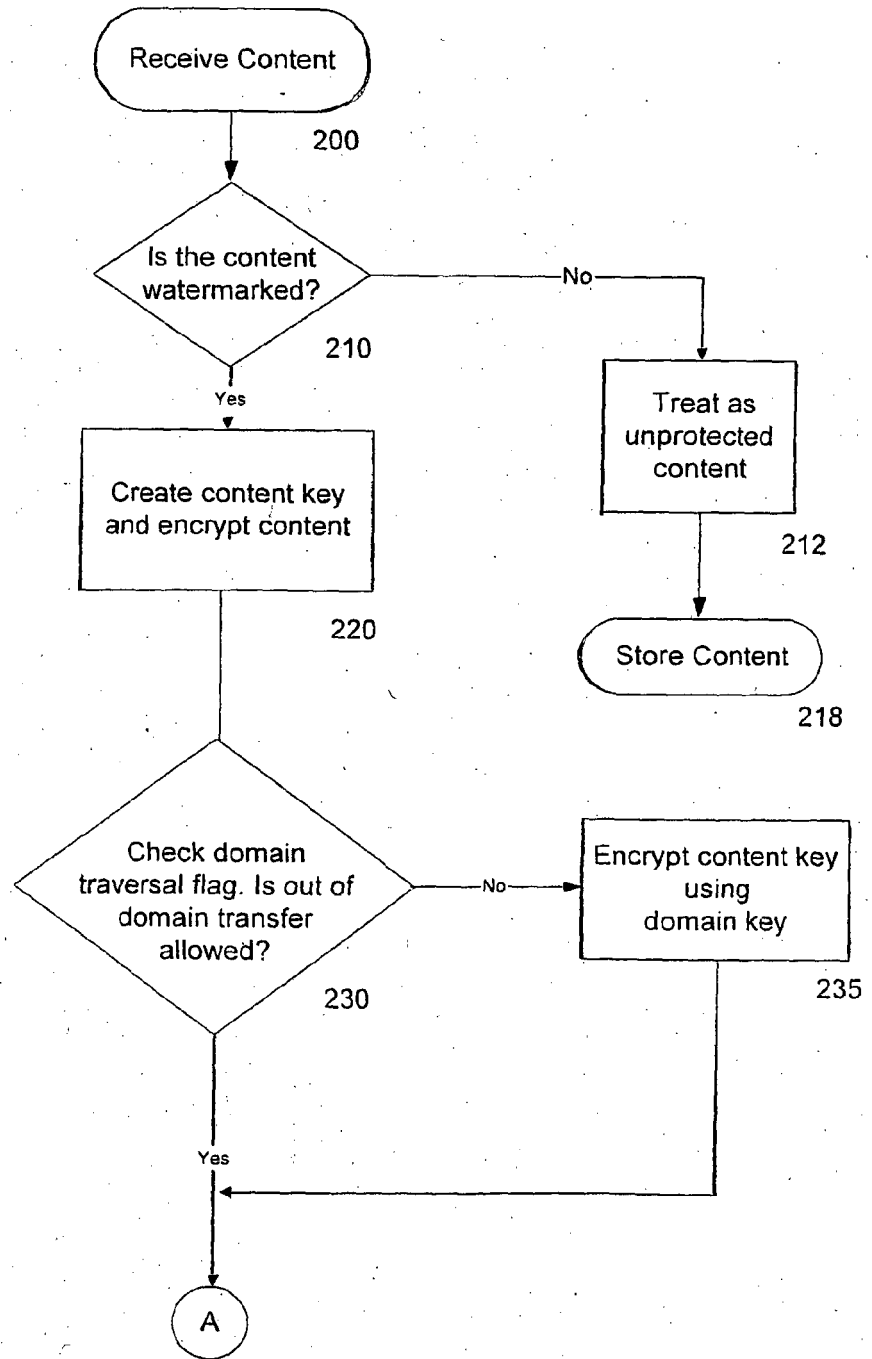 Receive Content
200
Is the content
watermarked?
No
210
Yes
Treat as
unprotected
content
212
Create content key
and encrypt content
220
Store Content
218
Check domain
traversal flag. Is out of
domain transfer
allowed?
No
230
Encrypt content key
using
domain key
235
Yes
A